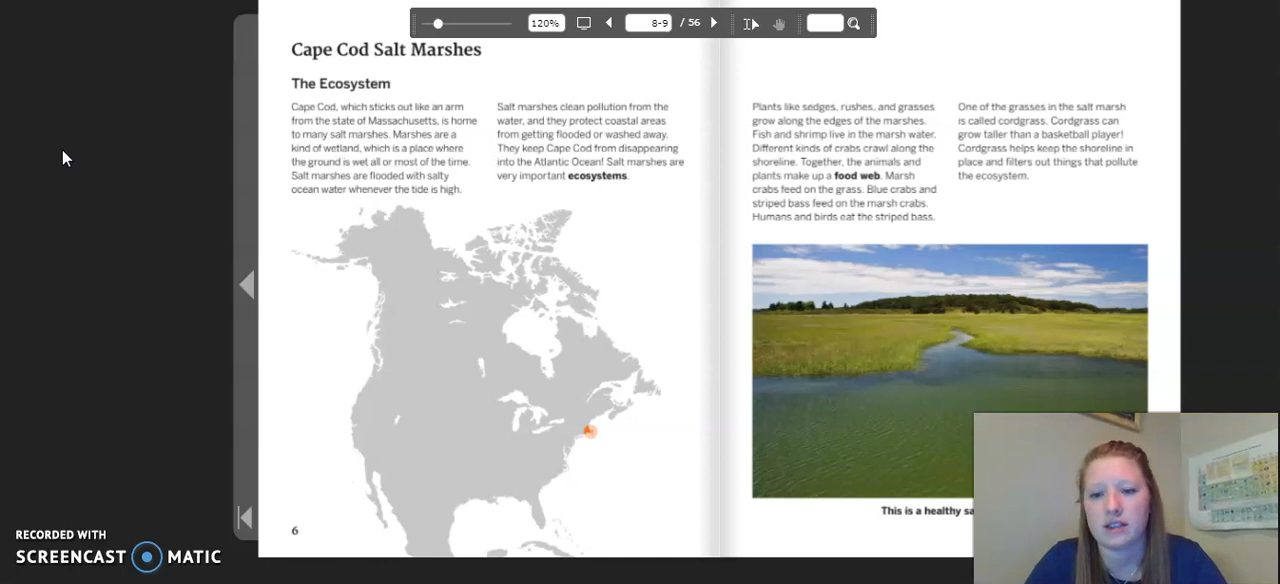 120%
8-9
/ 56
Cape Cod Salt Marshes
The Ecosystem
Cape Cod, which sticks out like an arm
from the state of Massachusetts, is home
to many salt marshes. Marshes are a
kind of wetland, which is a place where
the ground is wet all or most of the time.
Salt marshes are flooded with salty
ocean water whenever the tide is high.
Salt marshes clean pollution from the
water, and they protect coastal areas
from getting flooded or washed away.
They keep Cape Cod from disappearing
into the Atlantic Ocean! Salt marshes are
very important ecosystems.
6
Plants like sedges, rushes, and grasses
grow along the edges of the marshes.
Fish and shrimp live in the marsh water.
Different kinds of crabs crawl along the
shoreline. Together, the animals and
plants make up a food web. Marsh
crabs feed on the grass. Blue crabs and
striped bass feed on the marsh crabs.
Humans and birds eat the striped bass.
One of the grasses in the salt marsh
is called cordgrass. Cordgrass can
grow taller than a basketball player!
Cordgrass helps keep the shoreline in
place and filters out things that pollute
the ecosystem.
This is a healthy sa
RECORDED WITH
SCREENCAST MATIC